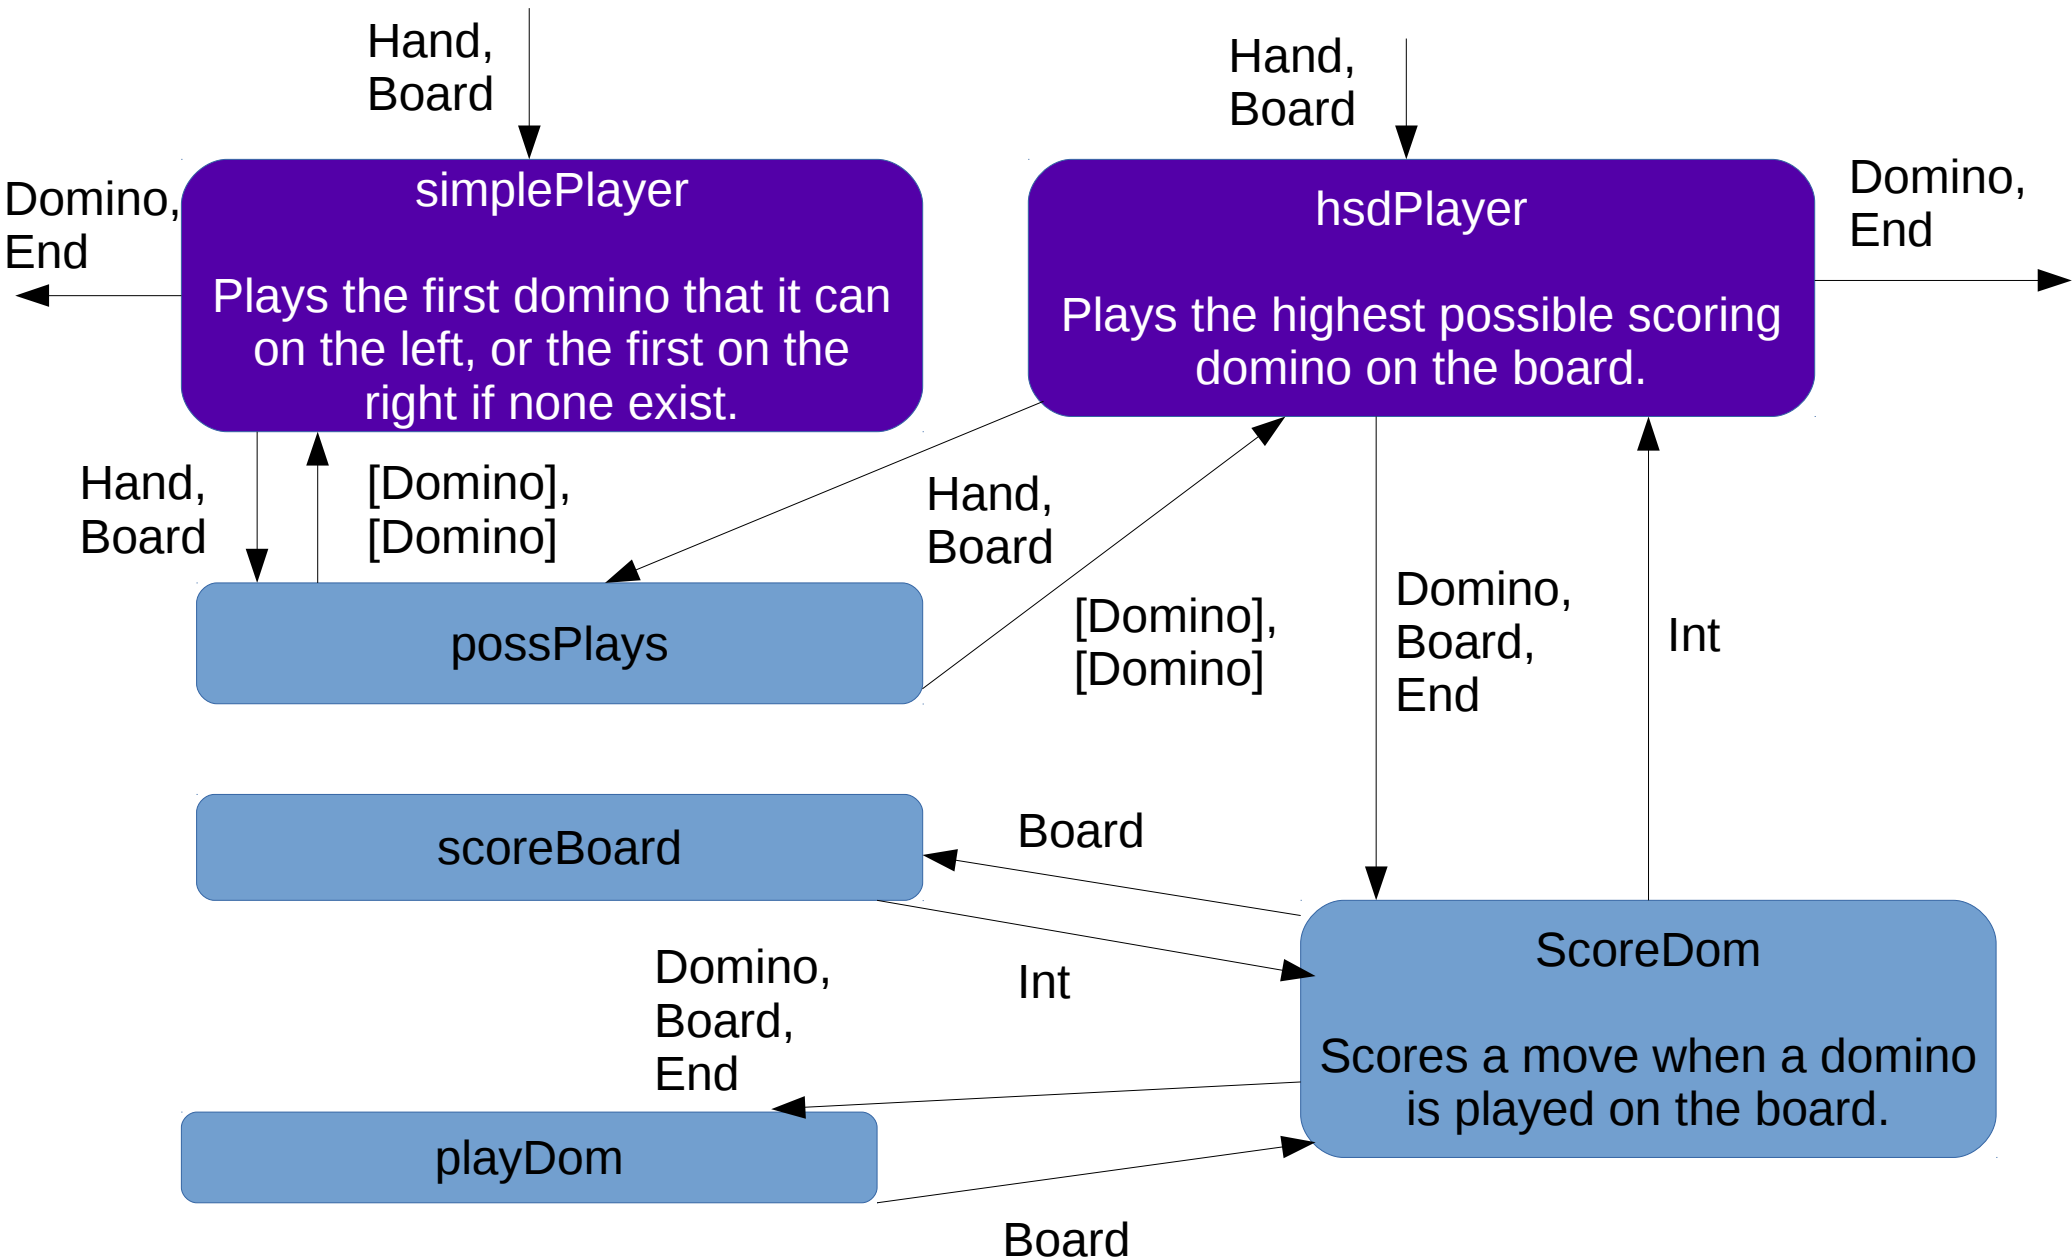 Hand,
Board
Hand,
Board
Domino,
End
simplePlayer
Plays the first domino that it can
on the left, or the first on the
right if none exist.
hsdPlayer
Plays the highest possible scoring
domino on the board.
Domino,
End
Hand,
Board
[Domino],
[Domino]
Hand,
Board
[Domino],
[Domino]
Domino,
Board,
End
Int
possPlays
scoreBoard
Board
Int
Domino,
Board,
End
ScoreDom
Scores a move when a domino
is played on the board.
playDom
Board